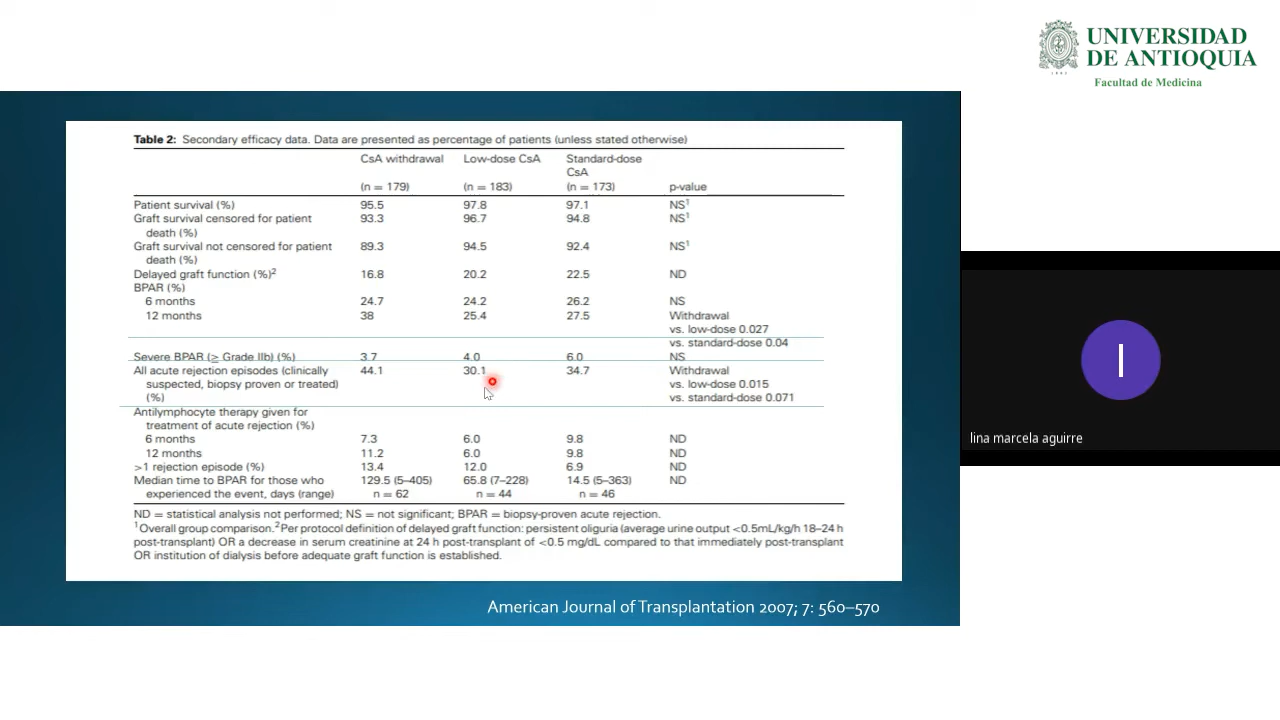 UNIVERSIDAD
DE ANTIOQUIA
1803
Facultad de Medicina
Table 2: Secondary efficacy data. Data are presented as percentage of patients (unless stated otherwise)
CsA withdrawal Low-dose CsA Standard-dose
CsA
(n = 179) (n = 183) (n = 173) p-value
Patient survival (%) 95.5 97.8 97.1 NS1
Graft survival censored for patient 93.3 96.7 94.8 NS1
death (%)
Graft survival not censored for patient 89.3 94.5 92.4 NS1
death (%)
Delayed graft function (%)2 16.8 20.2 22.5 ND
BPAR (%)
6 months 24.7 24.2 26.2 NS
12 months 38 25.4 27.5 Withdrawal
vs. low-dose 0.027
vs. standard-dose 0.04
Severe BPAR (≥ Grade IIb) (%) 3.7 4.0 6.0 NS
All acute rejection episodes (clinically 44.1 30.1 34.7 Withdrawal
suspected, biopsy proven or treated) vs. low-dose 0.015
(%) vs. standard-dose 0.071
Antilymphocyte therapy given for
treatment of acute rejection (%)
6 months 7.3 6.0 9.8 ND
12 months 11.2 6.0 9.8 ND
>1 rejection episode (%) 13.4 12.0 6.9 ND
Median time to BPAR for those who 129.5 (5–405) 65.8 (7–228) 14.5 (5–363) ND
experienced the event, days (range) n = 62 n = 44 n = 46
ND = statistical analysis not performed; NS = not significant; BPAR = biopsy-proven acute rejection.
1Overall group comparison. 2Per protocol definition of delayed graft function: persistent oliguria (average urine output <0.5mL/kg/h 18–24 h
post-transplant) OR a decrease in serum creatinine at 24 h post-transplant of <0.5 mg/dL compared to that immediately post-transplant
OR institution of dialysis before adequate graft function is established.
American Journal of Transplantation 2007; 7: 560–570
l
lina marcela aguirre